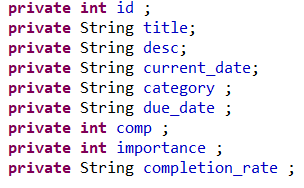 private int id ;
private String title;
private String desc;
private String current_date;
private String category ;
private String due_date ;
private int comp ;
private int importance ;
private String completion_rate ;